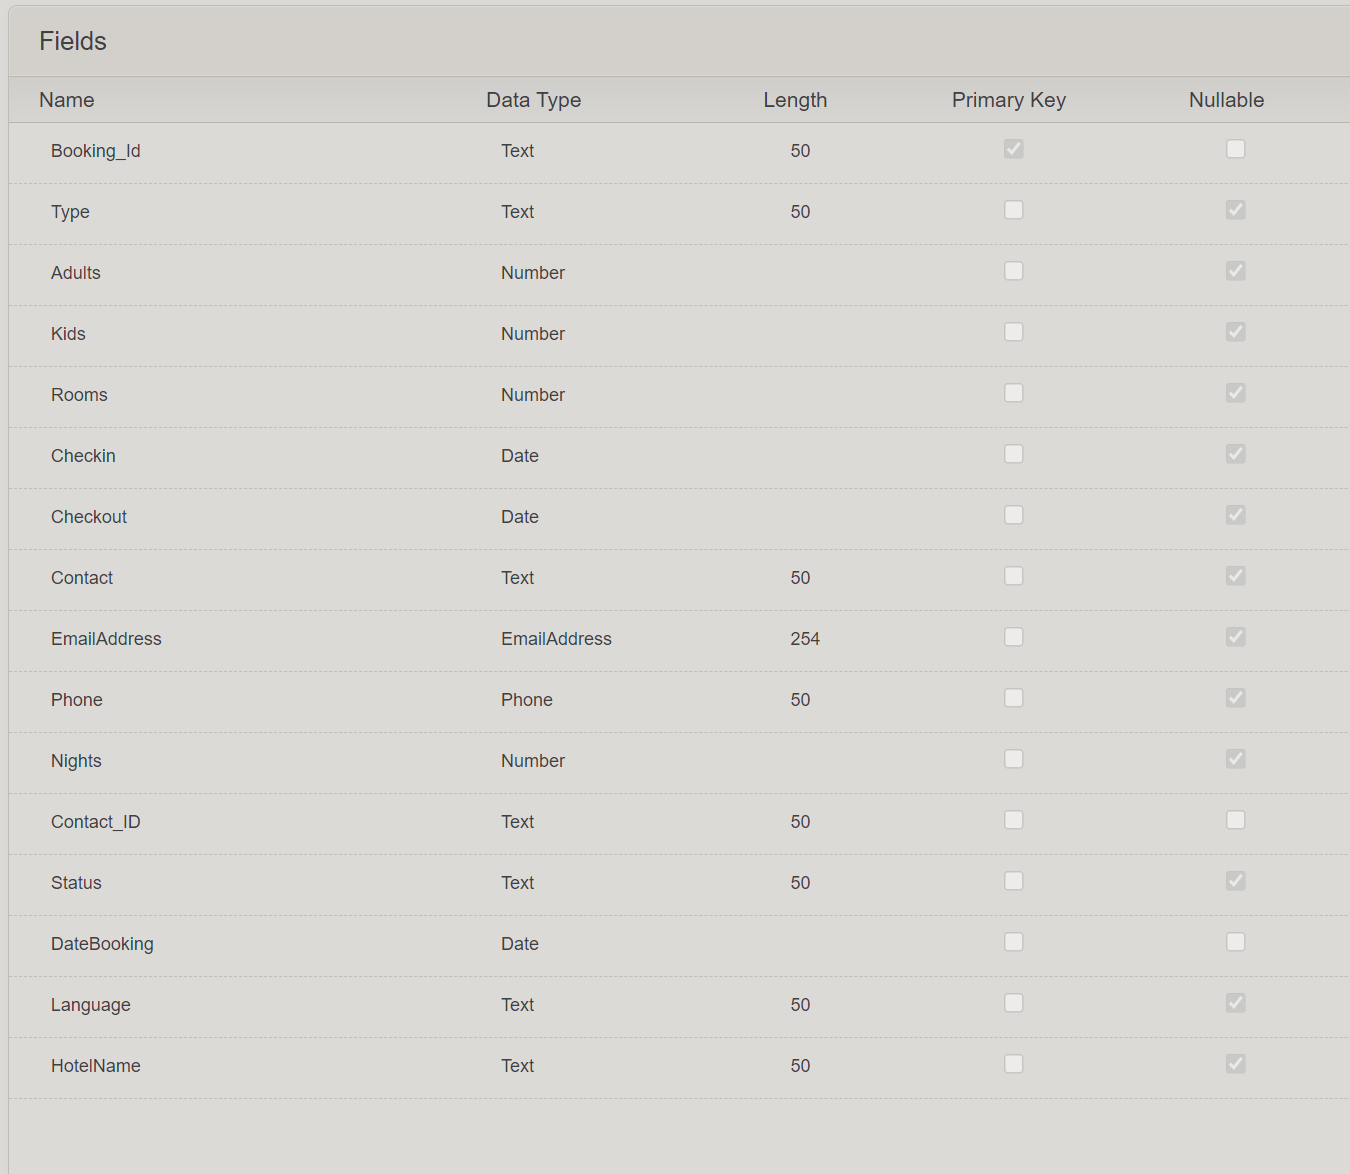 Fields
Name Data Type Length Primary Key Nullable
Booking_Id Text 50
Type Text 50
Adults Number
Kids Number
Rooms Number
Checkin Date
Checkout Date
Contact Text 50
EmailAddress EmailAddress 254
Phone Phone 50
Nights Number
Contact_ID Text 50
Status Text 50
DateBooking Date
Language Text 50
HotelName Text 50